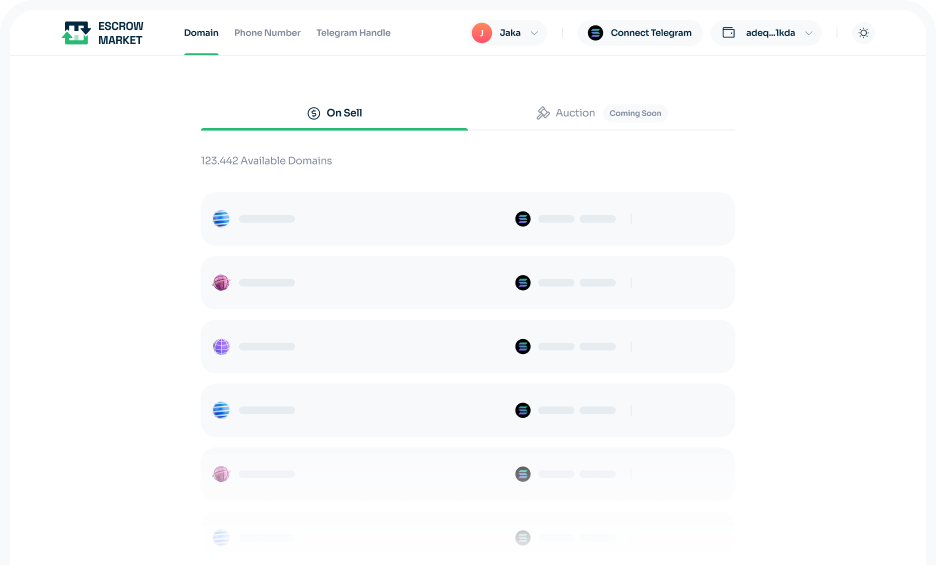 ESCROW
MARKET
Domain Phone Number Telegram Handle J Jaka Connect Telegram adeq...1kda
On Sell Auction Coming Soon
123.442 Available Domains